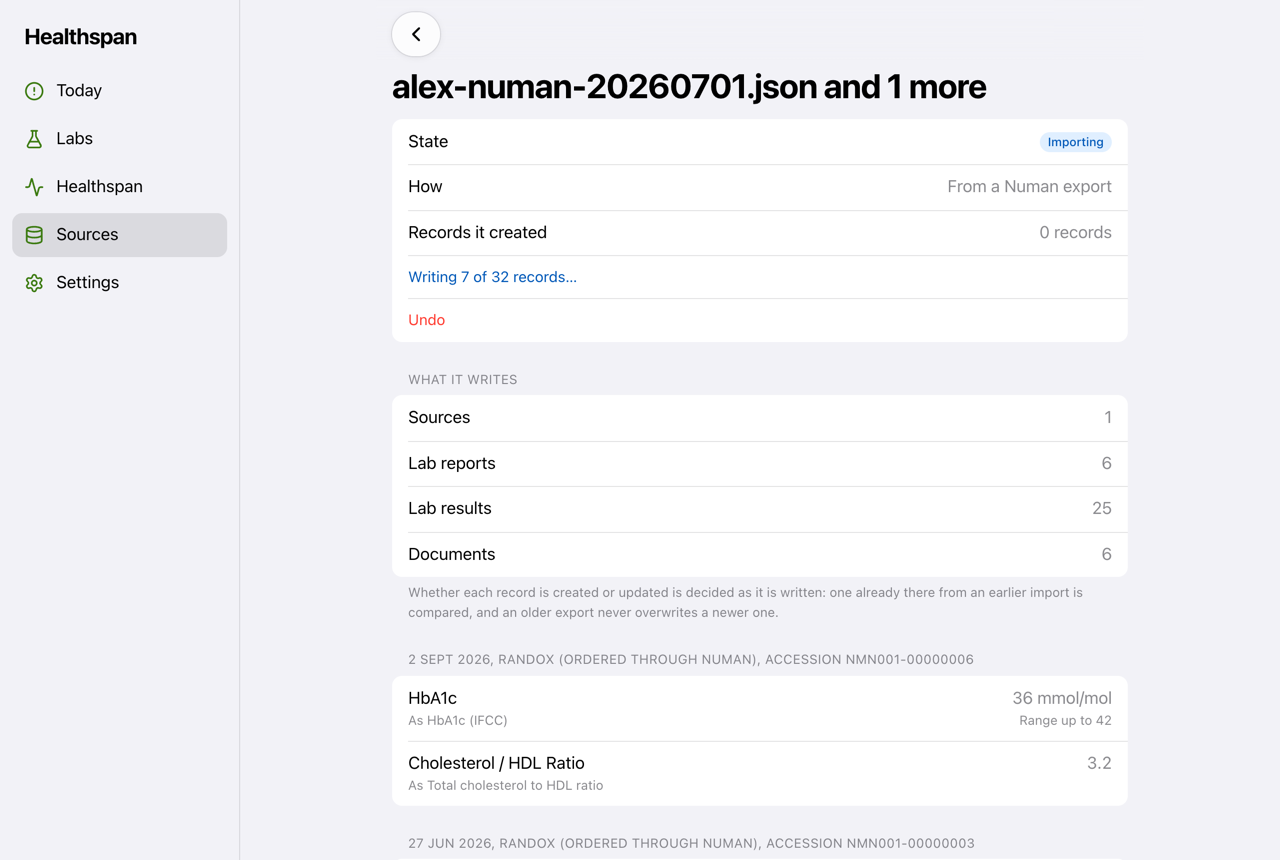 Healthspan
Today
Labs
Healthspan
Sources
Settings
alex-numan-20260701.json and 1 more
State
Importing
How
From a Numan export
Records it created
0 records
Writing 7 of 32 records...
Undo
WHAT IT WRITES
Sources
1
Lab reports
6
Lab results
25
Documents
6
Whether each record is created or updated is decided as it is written: one already there from an earlier import is
compared, and an older export never overwrites a newer one.
2 SEPT 2026, RANDOX (ORDERED THROUGH NUMAN), ACCESSION NMN001-00000006
HbA1c
36 mmol/mol
As HbA1c (IFCC)
Range up to 42
Cholesterol / HDL Ratio
3.2
As Total cholesterol to HDL ratio
27 JUN 2026, RANDOX (ORDERED THROUGH NUMAN), ACCESSION NMN001-00000003